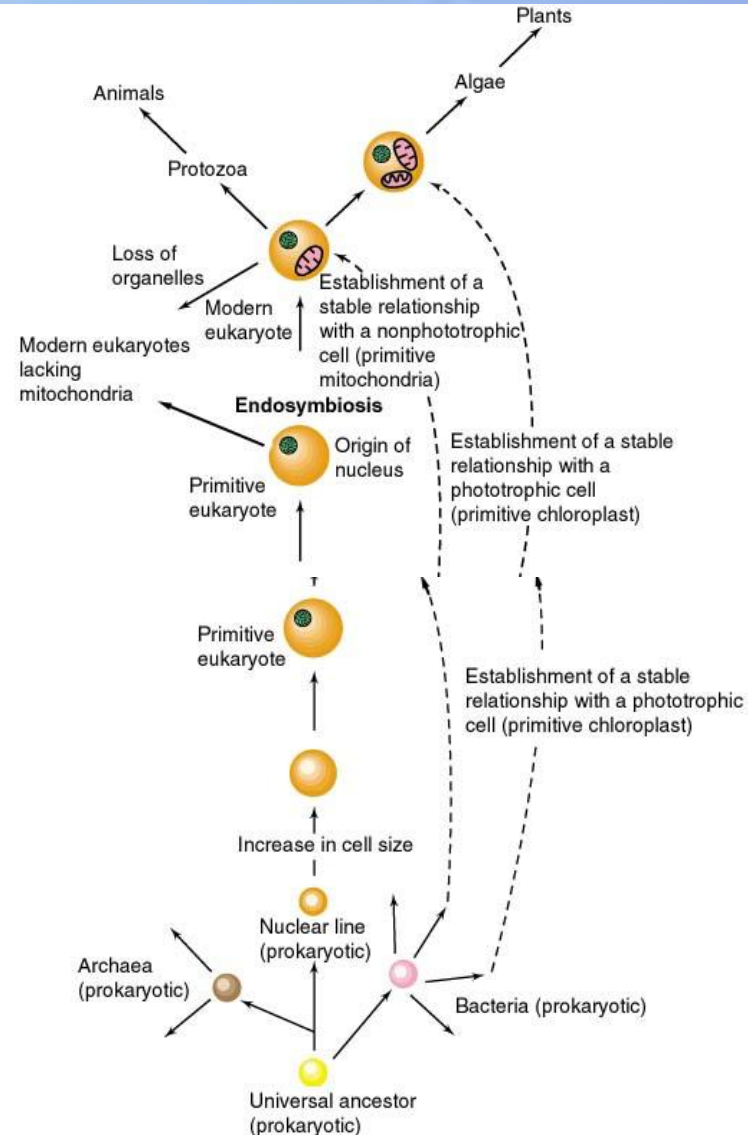 Plants
Algae
Animals
Protozoa
Loss of
organelles
Establishment of a
stable relationship
with a nonphototrophic
cell (primitive
mitochondria)
Modern
eukaryote
Modern eukaryotes
lacking
mitochondria
Endosymbiosis
Origin of
nucleus
Establishment of a stable
relationship with a
phototrophic cell
(primitive chloroplast)
Primitive
eukaryote
Primitive
eukaryote
Establishment of a stable
relationship with a phototrophic
cell (primitive chloroplast)
Increase in cell size
Nuclear line
(prokaryotic)
Archaea
(prokaryotic)
Bacteria (prokaryotic)
Universal ancestor
(prokaryotic)